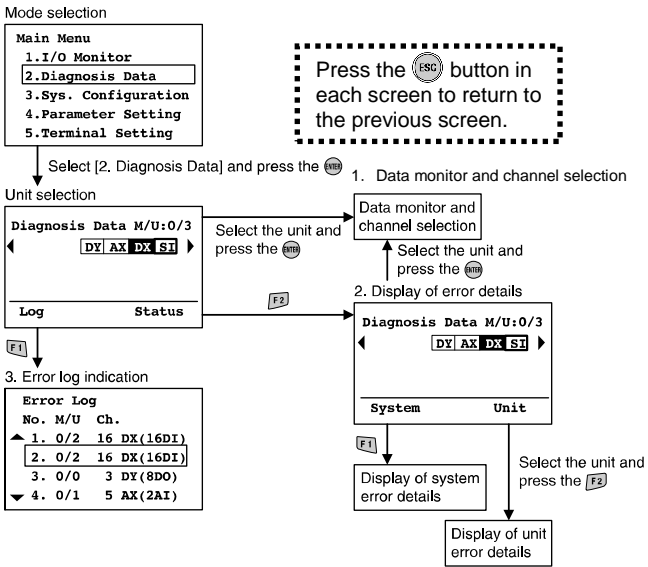 Mode selection
Main Menu
1.I/O Monitor
2.Diagnosis Data
3.Sys. Configuration
4.Parameter Setting
5.Terminal Setting
Press the ESC button in
each screen to return to
the previous screen.
Select [2. Diagnosis Data] and press the ENTER
Unit selection
Diagnosis Data M/U:0/3
DY AX DX SI
Log Status
Select the unit and
press the ENTER
1. Data monitor and channel selection
Data monitor and
channel selection
Select the unit and
press the ENTER
F2
2. Display of error details
Diagnosis Data M/U:0/3
DY AX DX SI
System Unit
F1
3. Error log indication
Error Log
No. M/U Ch.
1. 0/2 16 DX(16DI)
2. 0/2 16 DX(16DI)
3. 0/0 3 DY(8DO)
4. 0/1 5 AX(2AI)
F1
Display of system
error details
Select the unit and
press the F2
Display of unit
error details